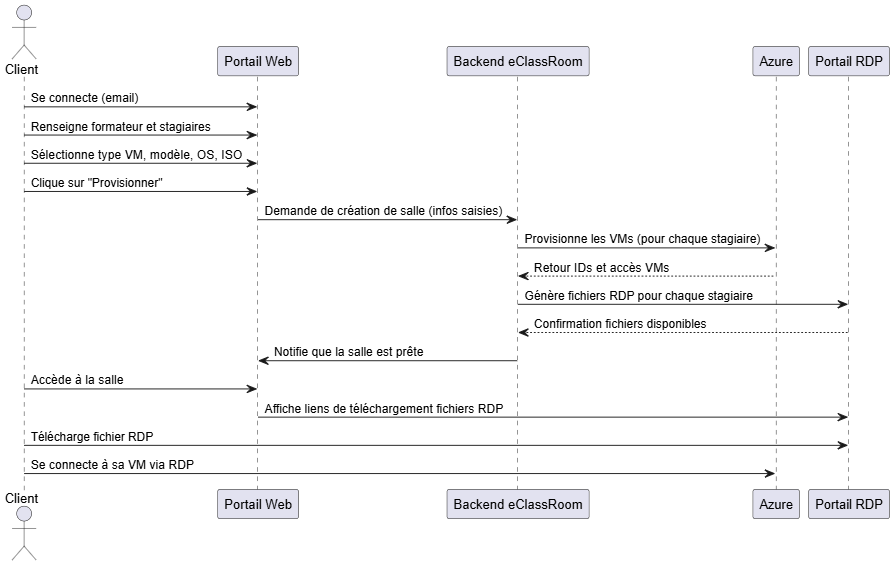 Client
Portail Web
Backend eClassRoom
Azure
Portail RDP
Se connecte (email)
Renseigne formateur et stagiaires
Sélectionne type VM, modèle, OS, ISO
Clique sur "Provisionner"
Demande de création de salle (infos saisies)
Provisionne les VMs (pour chaque stagiaire)
Retour IDs et accès VMs
Génère fichiers RDP pour chaque stagiaire
Confirmation fichiers disponibles
Notifie que la salle est prête
Accède à la salle
Affiche liens de téléchargement fichiers RDP
Télécharge fichier RDP
Se connecte à sa VM via RDP
Client
Portail Web
Backend eClassRoom
Azure
Portail RDP